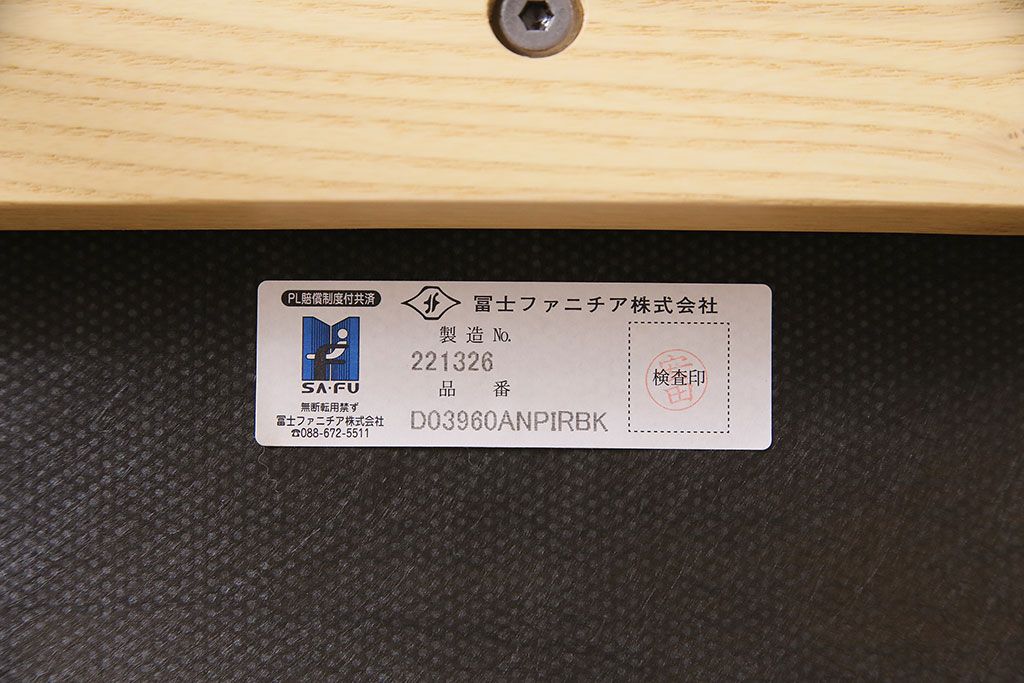 PL賠償制度付共済
SA·FU
無断転用禁ず
冨士ファニチア株式会社
☎088-672-5511
冨士ファニチア株式会社
製造 No.
221326
品番
D03960ANPIRBK
検査印